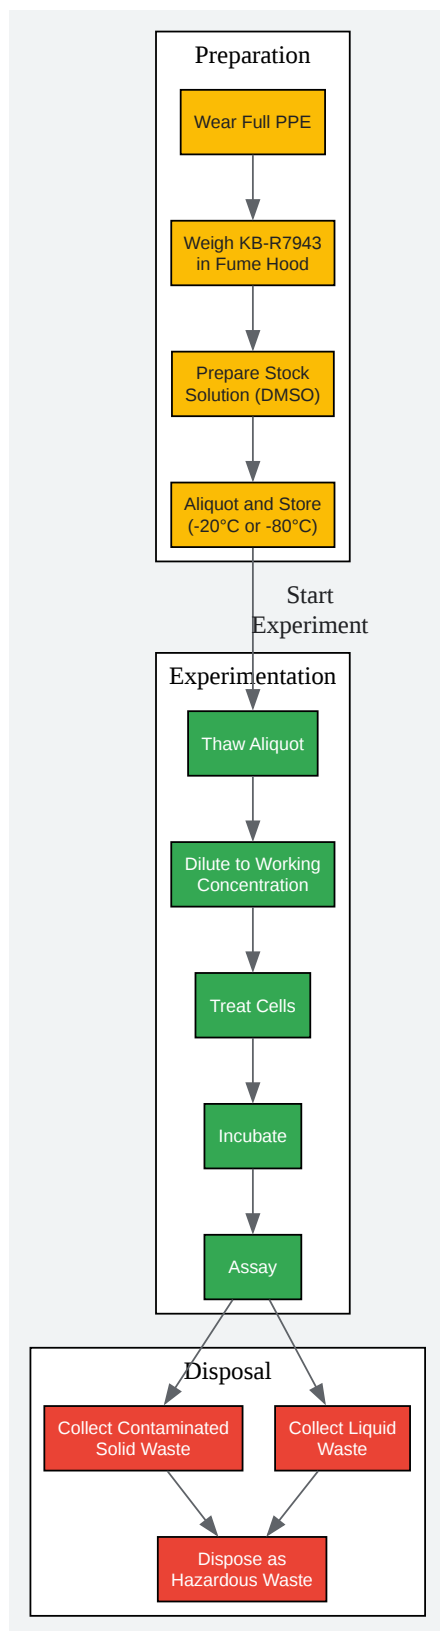 Preparation
Wear Full PPE
Weigh KB-R7943
in Fume Hood
Prepare Stock
Solution (DMSO)
Aliquot and Store
(-20°C or -80°C)
Start
Experiment
Experimentation
Thaw Aliquot
Dilute to Working
Concentration
Treat Cells
Incubate
Assay
Disposal
Collect Contaminated
Solid Waste
Collect Liquid
Waste
Dispose as
Hazardous Waste